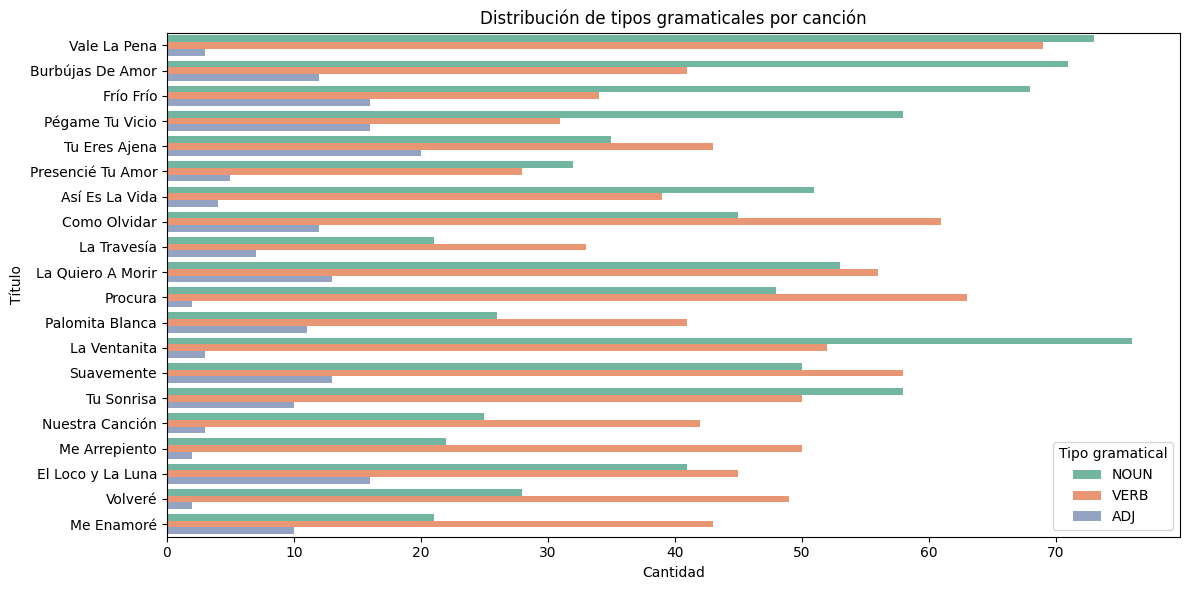 Distribución de tipos gramaticales por canción
Título
Vale La Pena
Burbújas De Amor
Frío Frío
Pégame Tu Vicio
Tu Eres Ajena
Presencié Tu Amor
Así Es La Vida
Como Olvidar
La Travesía
La Quiero A Morir
Procura
Palomita Blanca
La Ventanita
Suavemente
Tu Sonrisa
Nuestra Canción
Me Arrepiento
El Loco y La Luna
Volveré
Me Enamoré
Tipo gramatical
NOUN
VERB
ADJ
0 10 20 30 40 50 60 70
Cantidad